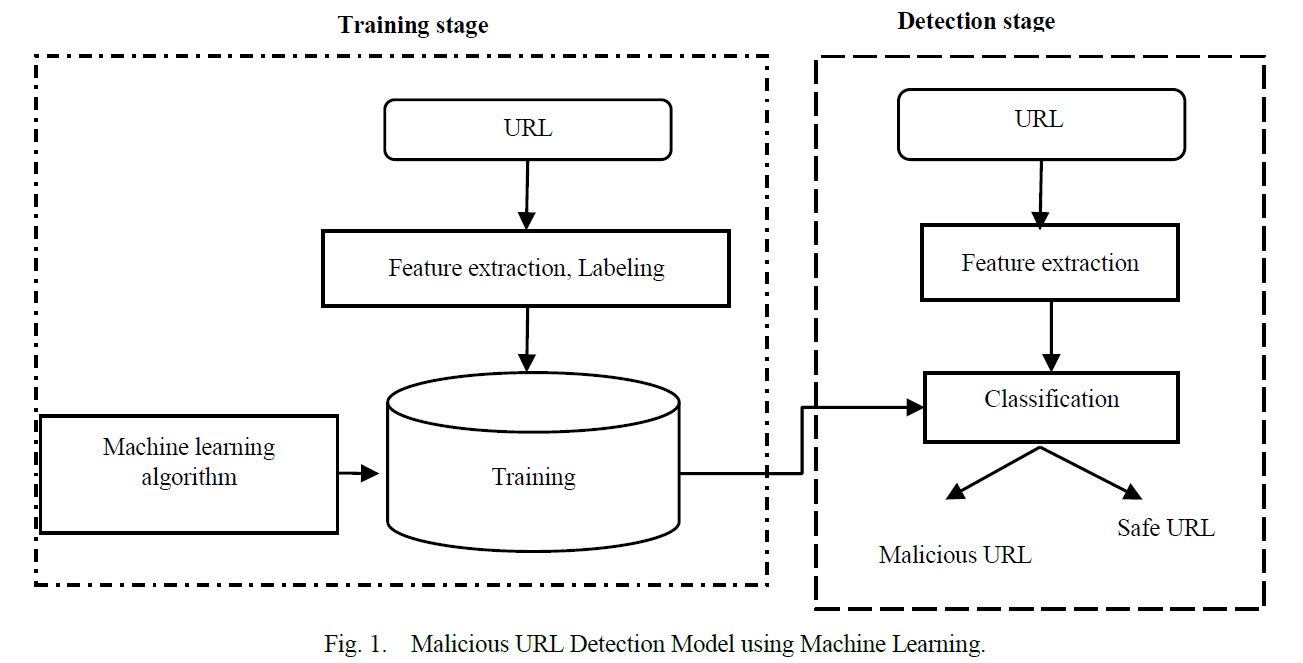 Training stage
Detection stage
URL
Feature extraction, Labeling
Machine learning
algorithm
Training
URL
Feature extraction
Classification
Safe URL
Malicious URL
Fig. 1. Malicious URL Detection Model using Machine Learning.